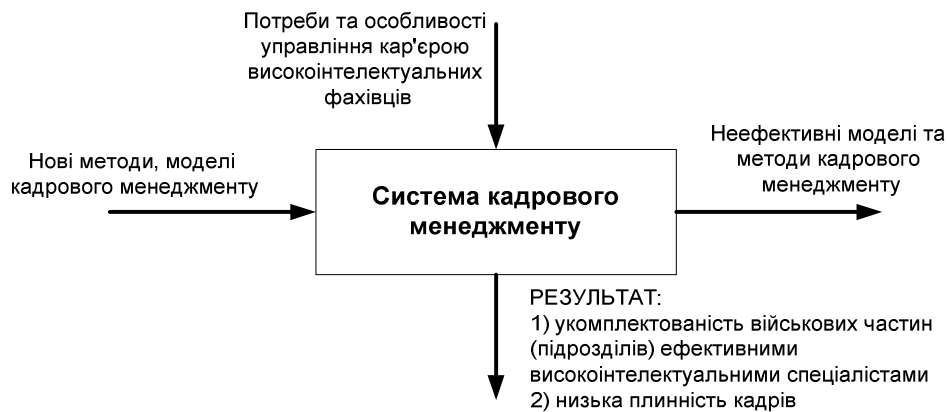 Потреби та особливості
управління кар'єрою
високоінтелектуальних
фахівців
Нові методи, моделі
кадрового менеджменту
Система кадрового
менеджменту
Неефективні моделі та
методи кадрового
менеджменту
РЕЗУЛЬТАТ:
1) укомплектованість військових частин
(підрозділів) ефективними
високоінтелектуальними спеціалістами
2) низька плинність кадрів